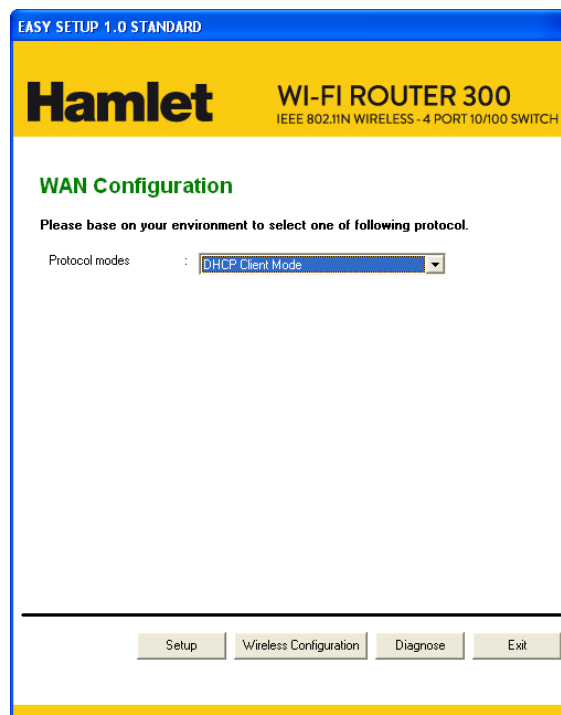 EASY SETUP 1.0 STANDARD
Hamlet
WI-FI ROUTER 300
IEEE 802.11N WIRELESS - 4 PORT 10/100 SWITCH
WAN Configuration
Please base on your environment to select one of following protocol.
Protocol modes : DHCP Client Mode
Setup Wireless Configuration Diagnose Exit